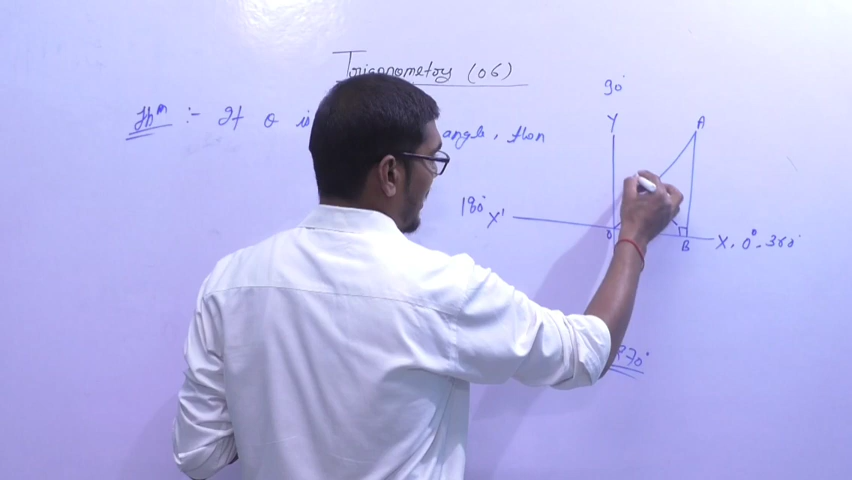 Trigonometry (06)
Thm :- If θ is angle, then
90°
Y
A
180° X'
O
B
X, 0°, 360°
270°